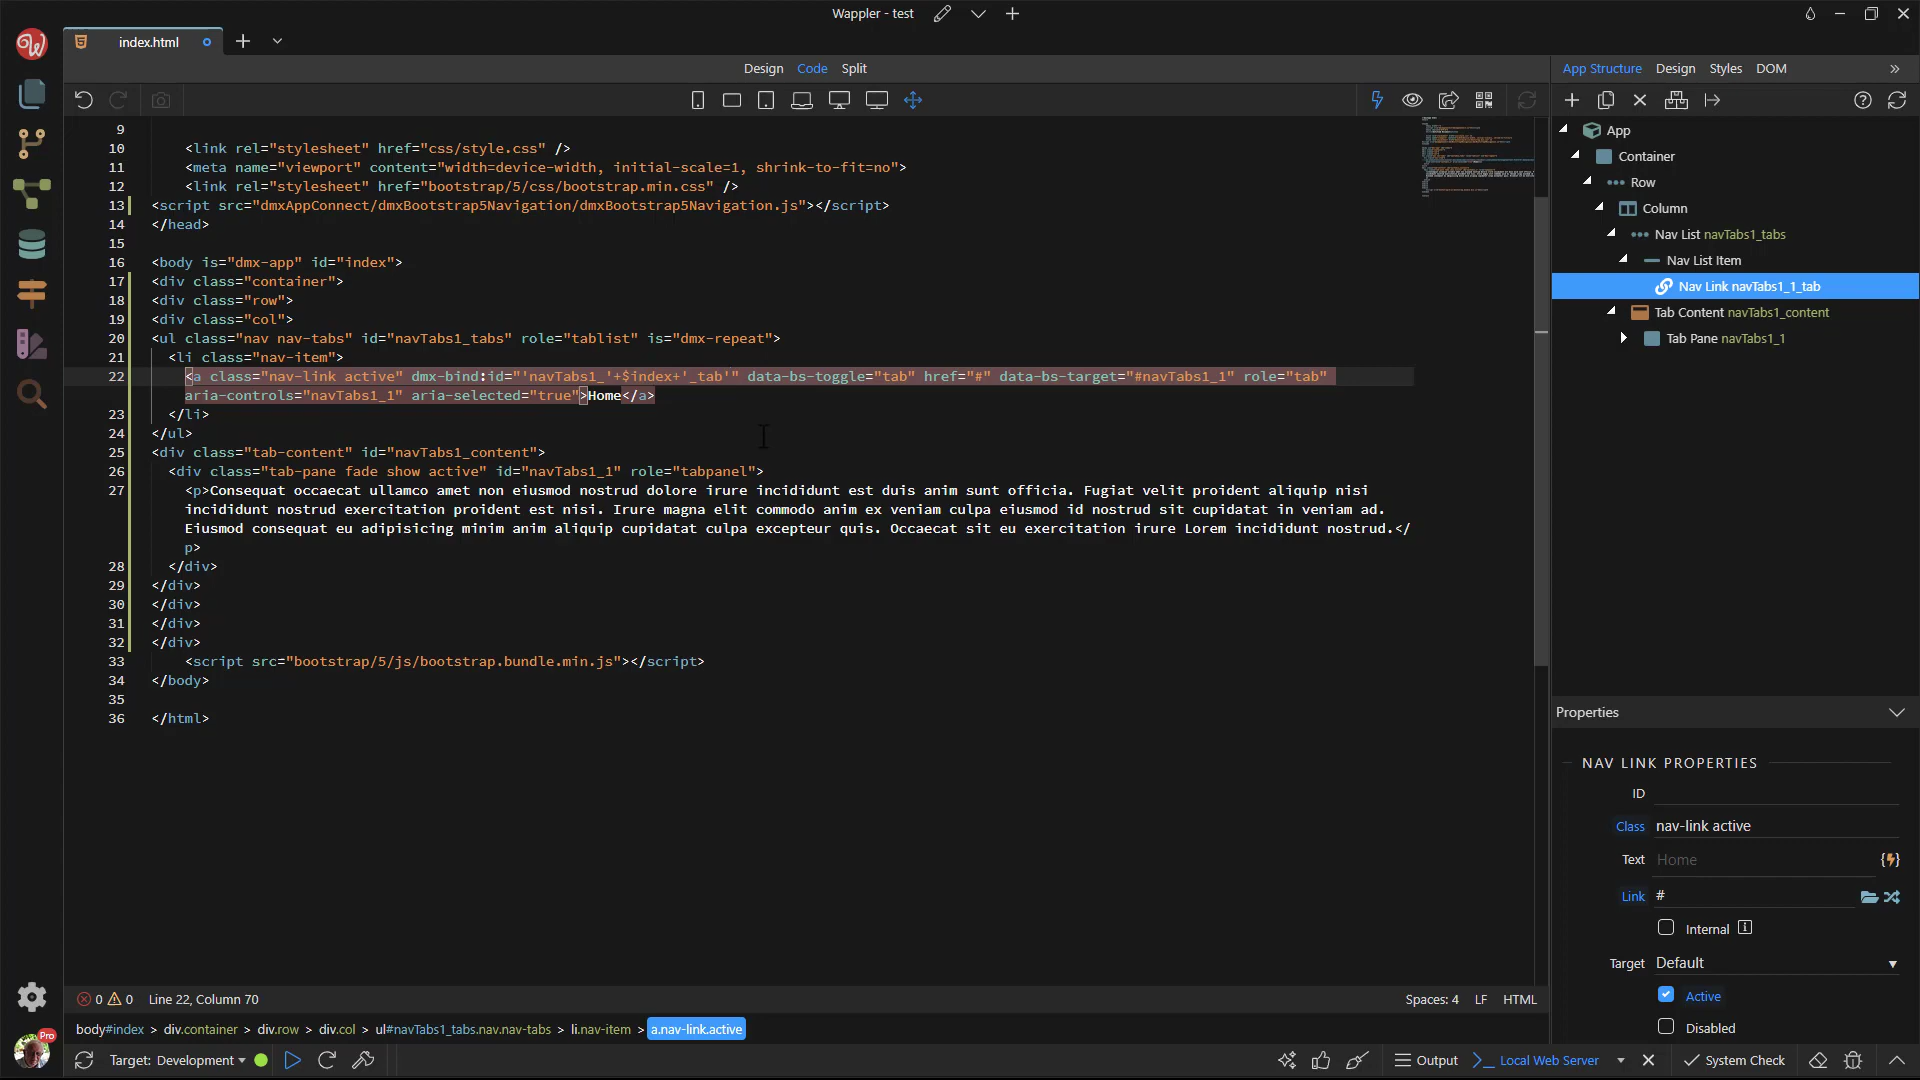 Wappler - test
index.html
Design Code Split
App Structure Design Styles DOM
9
10 <link rel="stylesheet" href="css/style.css" />
11 <meta name="viewport" content="width=device-width, initial-scale=1, shrink-to-fit=no">
12 <link rel="stylesheet" href="bootstrap/5/css/bootstrap.min.css" />
13 <script src="dmxAppConnect/dmxBootstrap5Navigation/dmxBootstrap5Navigation.js"></script>
14 </head>
15
16 <body is="dmx-app" id="index">
17 <div class="container">
18 <div class="row">
19 <div class="col">
20 <ul class="nav nav-tabs" id="navTabs1_tabs" role="tablist" is="dmx-repeat">
21 <li class="nav-item">
22 <a class="nav-link active" dmx-bind:id="'navTabs1_'+$index+'_tab'" data-bs-toggle="tab" href="#" data-bs-target="#navTabs1_1" role="tab"
aria-controls="navTabs1_1" aria-selected="true">Home</a>
23 </li>
24 </ul>
25 <div class="tab-content" id="navTabs1_content">
26 <div class="tab-pane fade show active" id="navTabs1_1" role="tabpanel">
27 <p>Consequat occaecat ullamco amet non eiusmod nostrud dolore irure incididunt est duis anim sunt officia. Fugiat velit proident aliquip nisi
incididunt nostrud exercitation proident est nisi. Irure magna elit commodo anim ex veniam culpa eiusmod id nostrud sit cupidatat in veniam ad.
Eiusmod consequat eu adipisicing minim anim aliquip cupidatat culpa excepteur quis. Occaecat sit eu exercitation irure Lorem incididunt nostrud.</
p>
28 </div>
29 </div>
30 </div>
31 </div>
32 </div>
33 <script src="bootstrap/5/js/bootstrap.bundle.min.js"></script>
34 </body>
35
36 </html>
App
Container
Row
Column
Nav List navTabs1_tabs
Nav List Item
Nav Link navTabs1_1_tab
Tab Content navTabs1_content
Tab Pane navTabs1_1
Properties
NAV LINK PROPERTIES
ID
Class nav-link active
Text Home
Link #
Internal
Target Default
Active
Disabled
0 0 Line 22, Column 70
Spaces: 4 LF HTML
body#index > div.container > div.row > div.col > ul#navTabs1_tabs.nav.nav-tabs > li.nav-item > a.nav-link.active
Pro
Target: Development
Output Local Web Server System Check